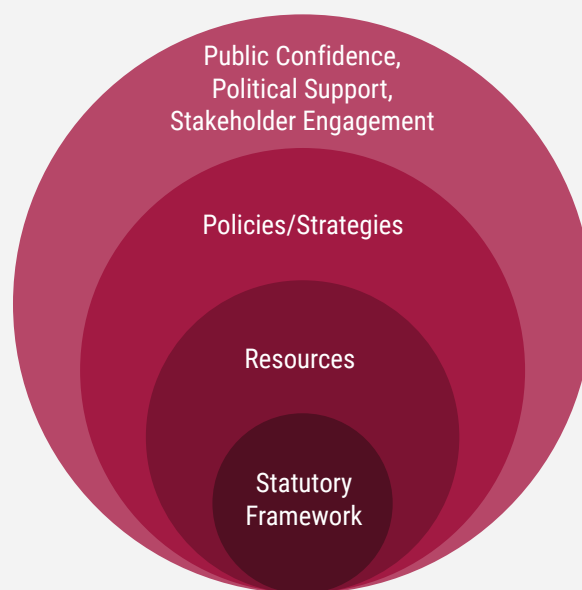 Public Confidence,
Political Support,
Stakeholder Engagement
Policies/Strategies
Resources
Statutory
Framework